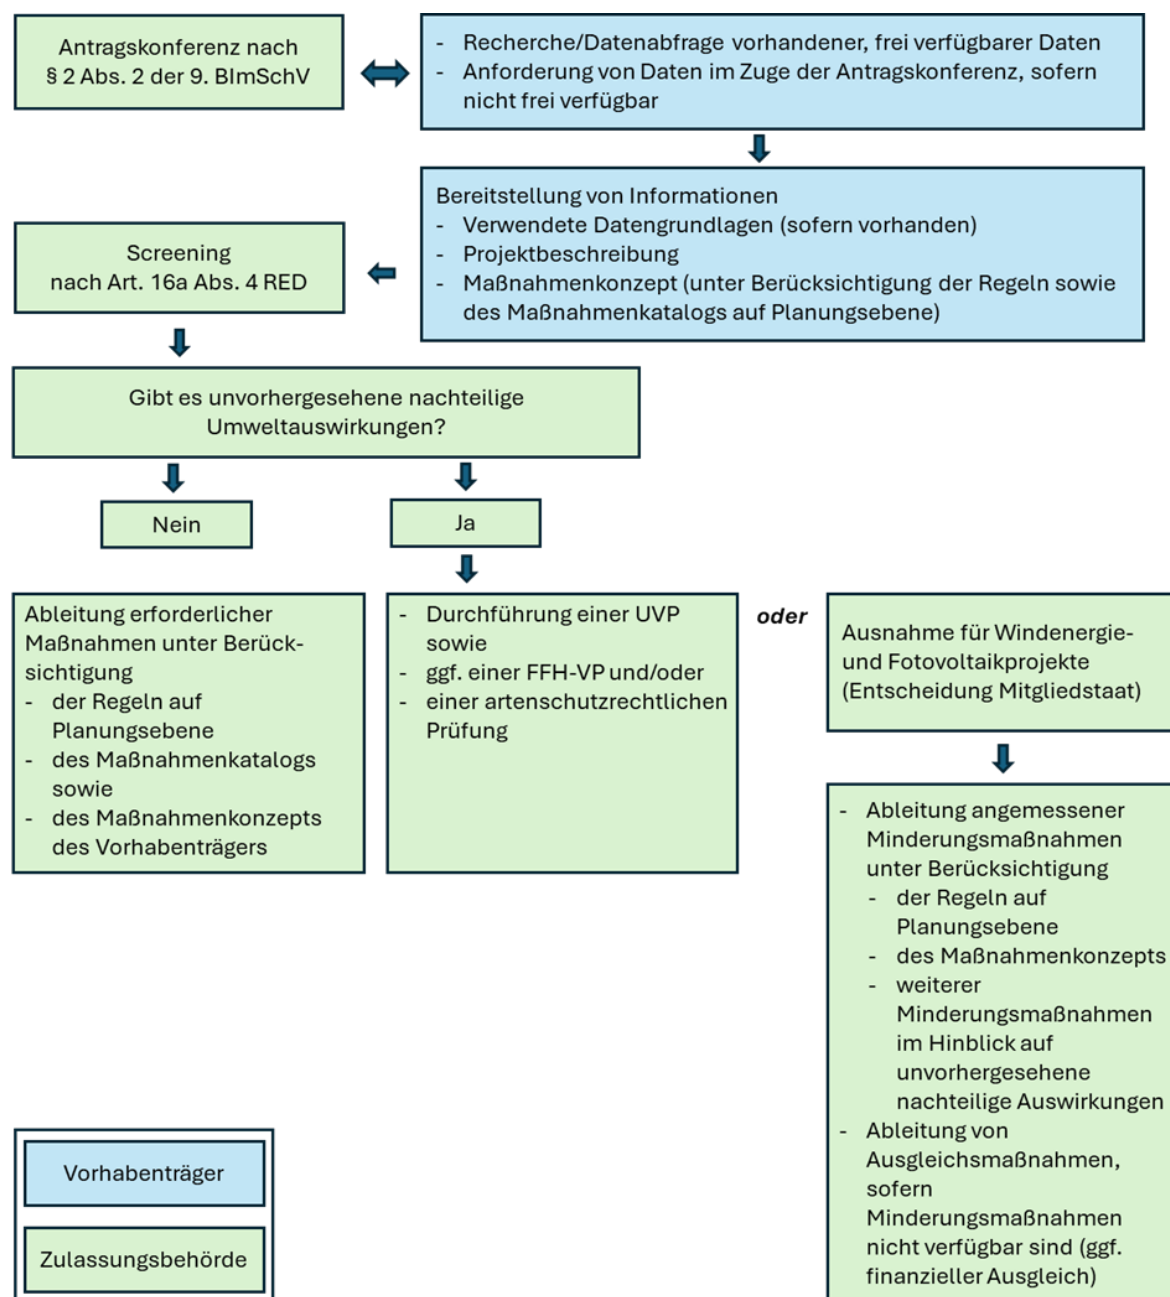 Antragskonferenz nach
§ 2 Abs. 2 der 9. BImSchV
- Recherche/Datenabfrage vorhandener, frei verfügbarer Daten
- Anforderung von Daten im Zuge der Antragskonferenz, sofern
nicht frei verfügbar
Bereitstellung von Informationen
- Verwendete Datengrundlagen (sofern vorhanden)
- Projektbeschreibung
- Maßnahmenkonzept (unter Berücksichtigung der Regeln sowie
des Maßnahmenkatalogs auf Planungsebene)
Screening
nach Art. 16a Abs. 4 RED
Gibt es unvorhergesehene nachteilige
Umweltauswirkungen?
Nein
Ja
Ableitung erforderlicher
Maßnahmen unter Berück-
sichtigung
- der Regeln auf
Planungsebene
- des Maßnahmenkatalogs
sowie
- des Maßnahmenkonzepts
des Vorhabenträgers
- Durchführung einer UVP
sowie
- ggf. einer FFH-VP und/oder
- einer artenschutzrechtlichen
Prüfung
oder
Ausnahme für Windenergie-
und Fotovoltaikprojekte
(Entscheidung Mitgliedstaat)
- Ableitung angemessener
Minderungsmaßnahmen
unter Berücksichtigung
- der Regeln auf
Planungsebene
- des Maßnahmenkonzepts
- weiterer
Minderungsmaßnahmen
im Hinblick auf
unvorhergesehene
nachteilige Auswirkungen
- Ableitung von
Ausgleichsmaßnahmen,
sofern
Minderungsmaßnahmen
nicht verfügbar sind (ggf.
finanzieller Ausgleich)
Vorhabenträger
Zulassungsbehörde